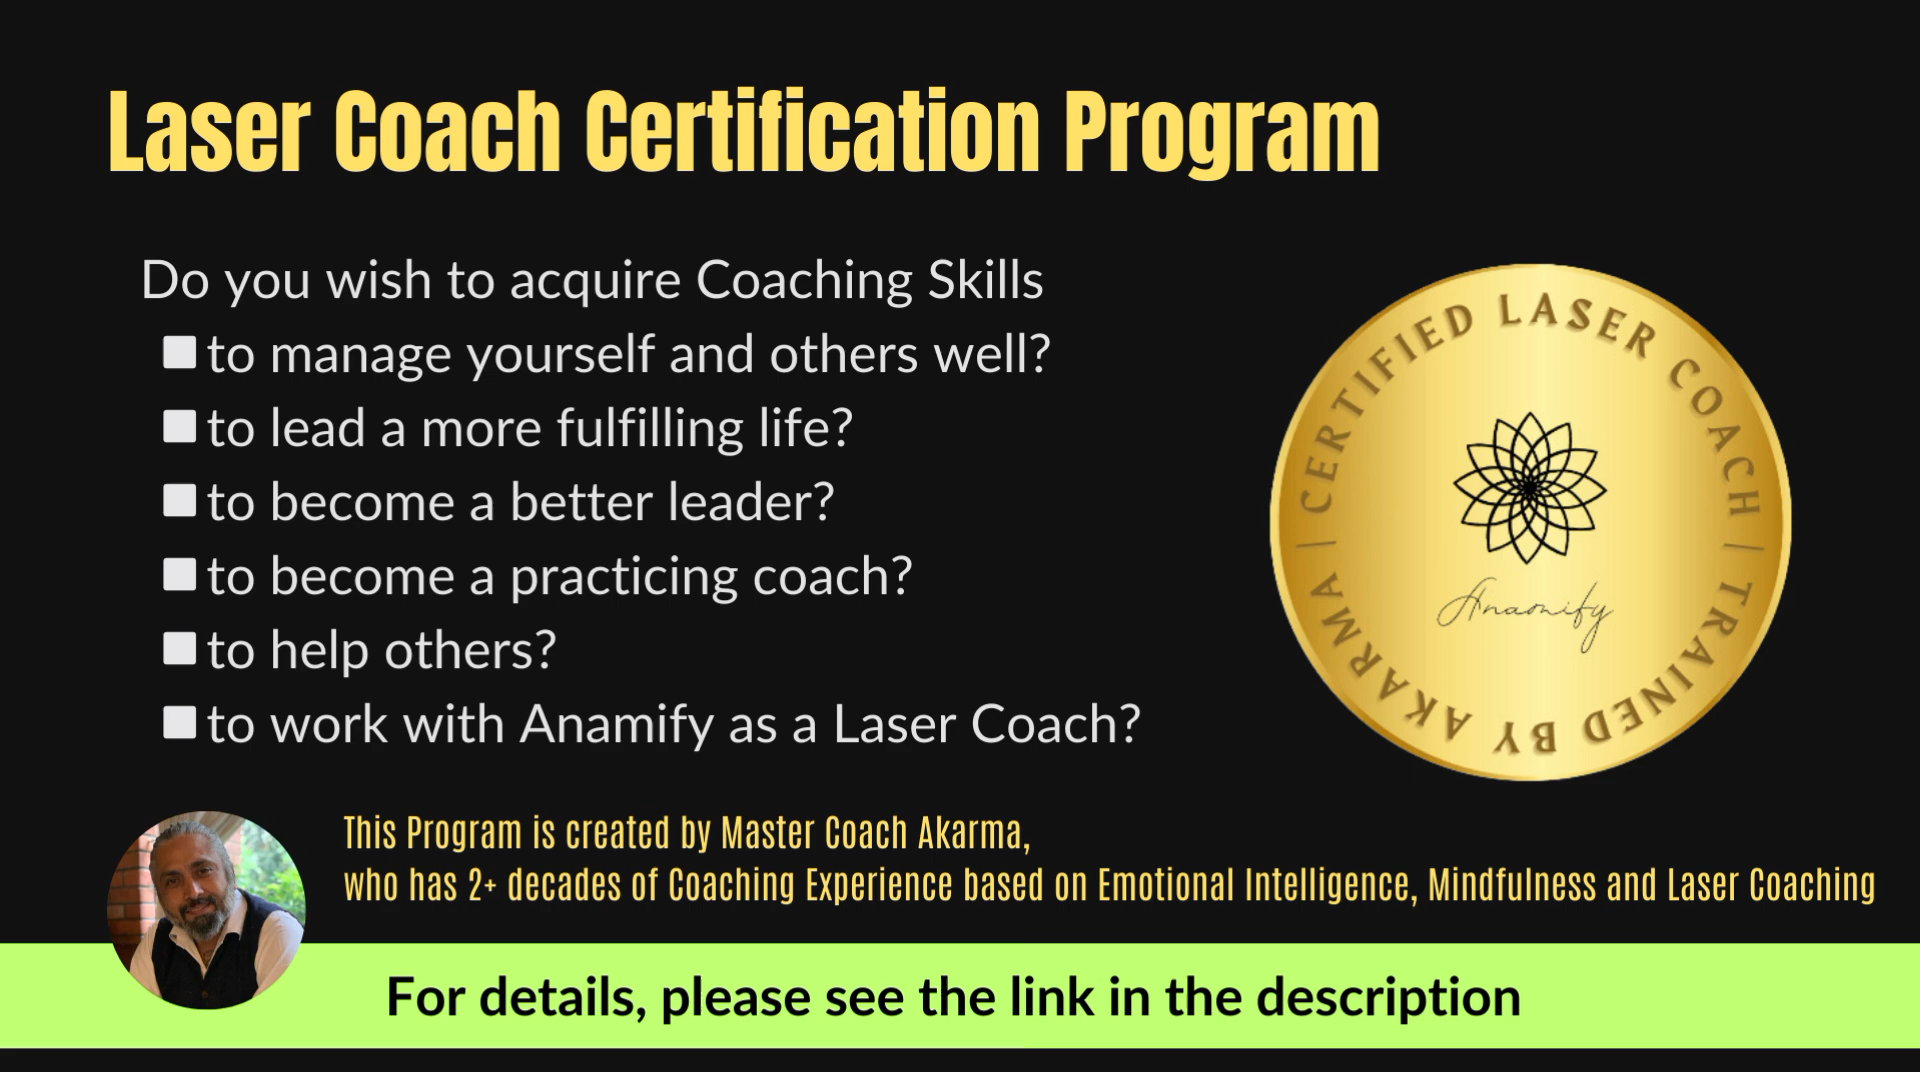 Laser Coach Certification Program
Do you wish to acquire Coaching Skills
to manage yourself and others well?
to lead a more fulfilling life?
to become a better leader?
to become a practicing coach?
to help others?
to work with Anamify as a Laser Coach?
CERTIFIED LASER COACH | TRAINED BY AKARMA |
Anamify
This Program is created by Master Coach Akarma,
who has 2+ decades of Coaching Experience based on Emotional Intelligence, Mindfulness and Laser Coaching
For details, please see the link in the description